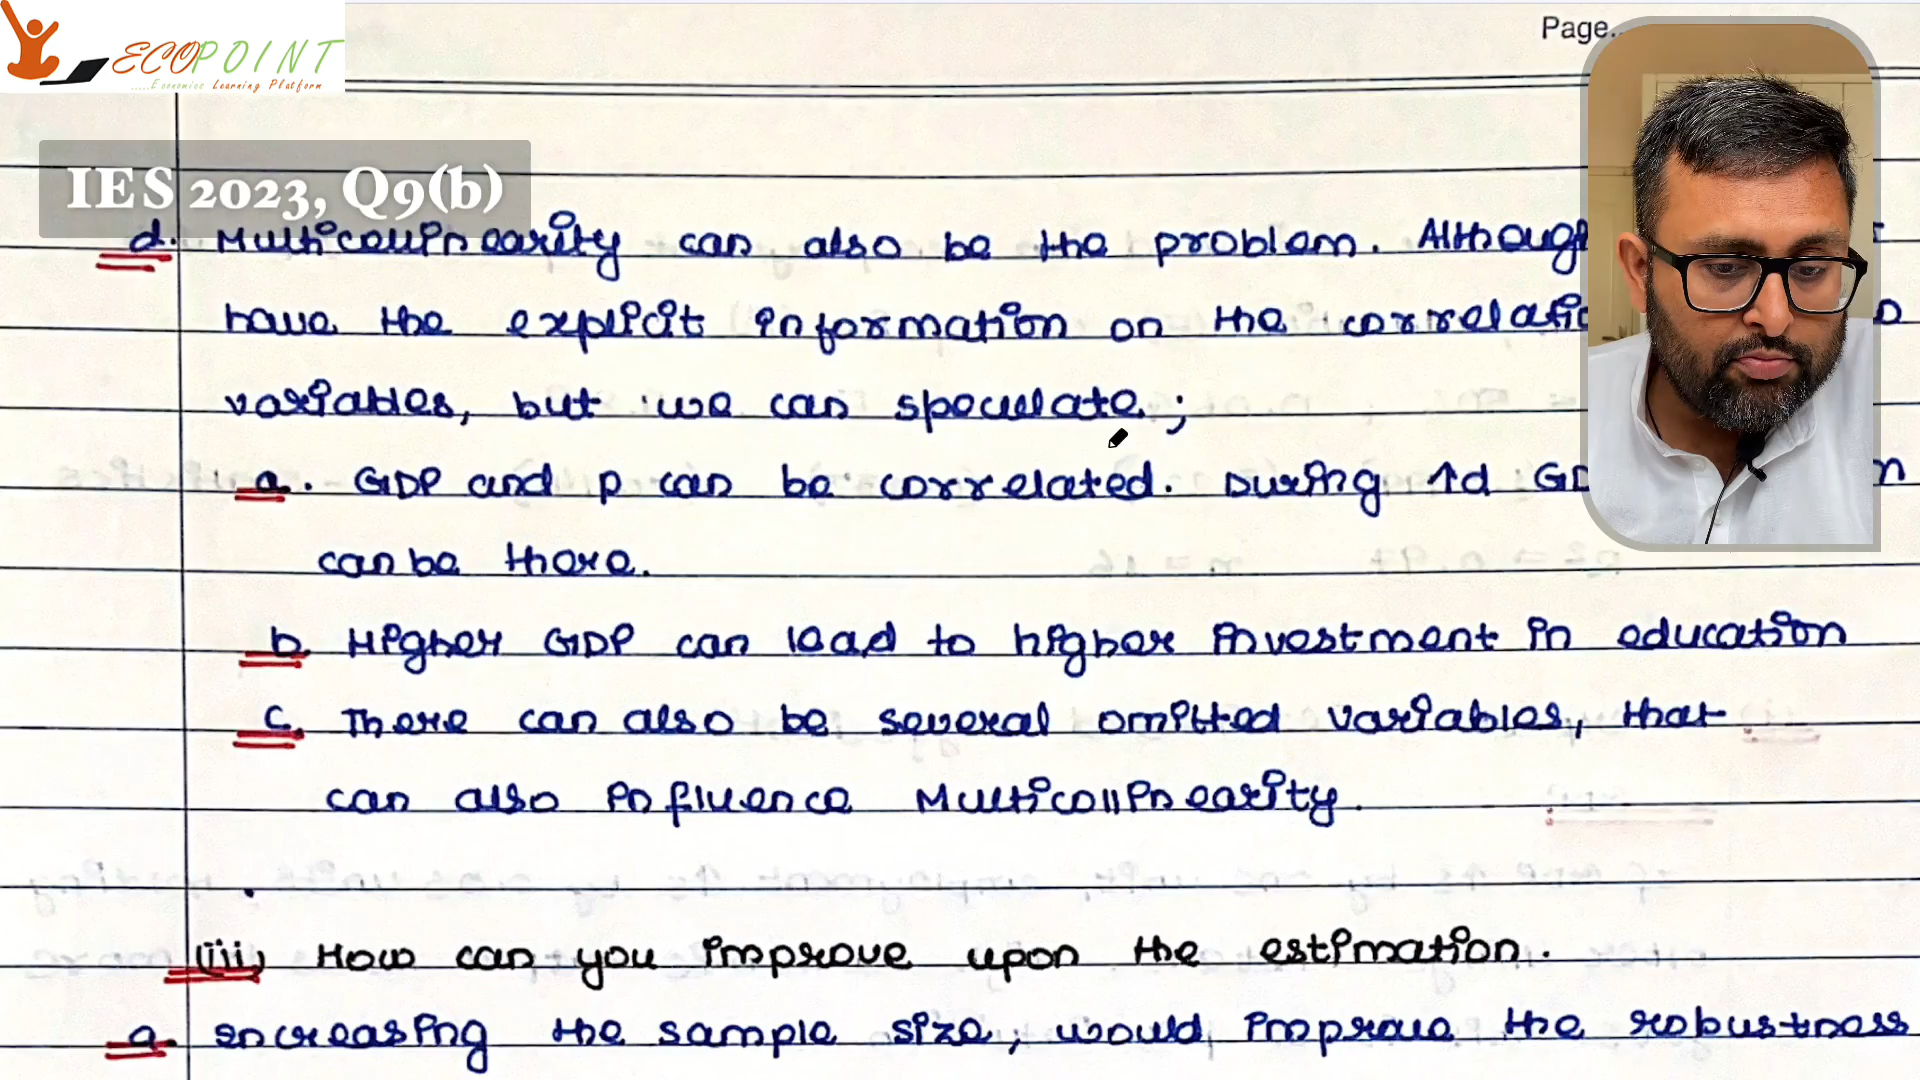 Page..
ECOPOINT
.....Economics Learning Platform
IES 2023, Q9(b)
d. Multicollinearity can also be the problem. Although
have the explicit information on the
variables, but we can speculate;
a. GDP and P can be correlated. During ↑d
can be there.
b. Higher GDP can lead to higher investment in education
c. There can also be several omitted variables, that
can also influence Multicollinearity.
(iii) How can you improve upon the estimation.
a. Increasing the sample size, would improve the robustness